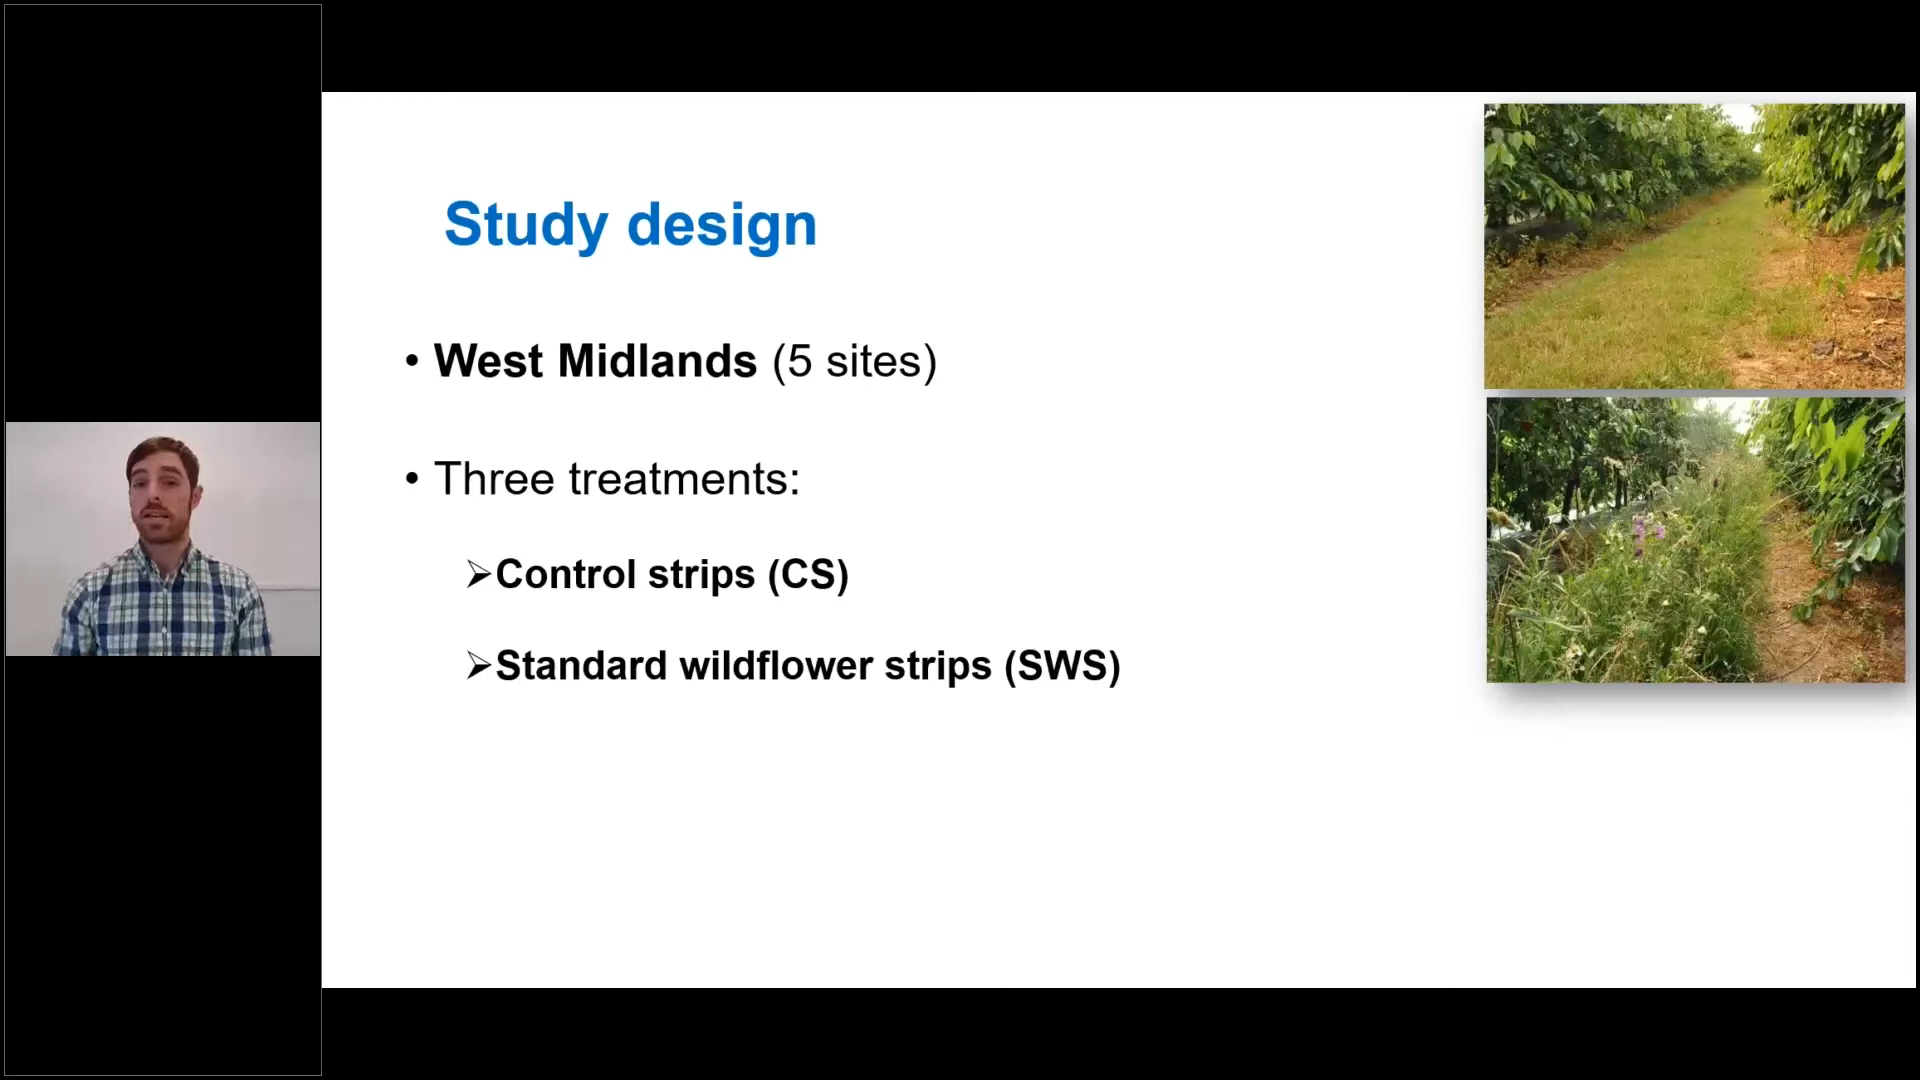 Study design
• West Midlands (5 sites)
• Three treatments:
➢Control strips (CS)
➢Standard wildflower strips (SWS)